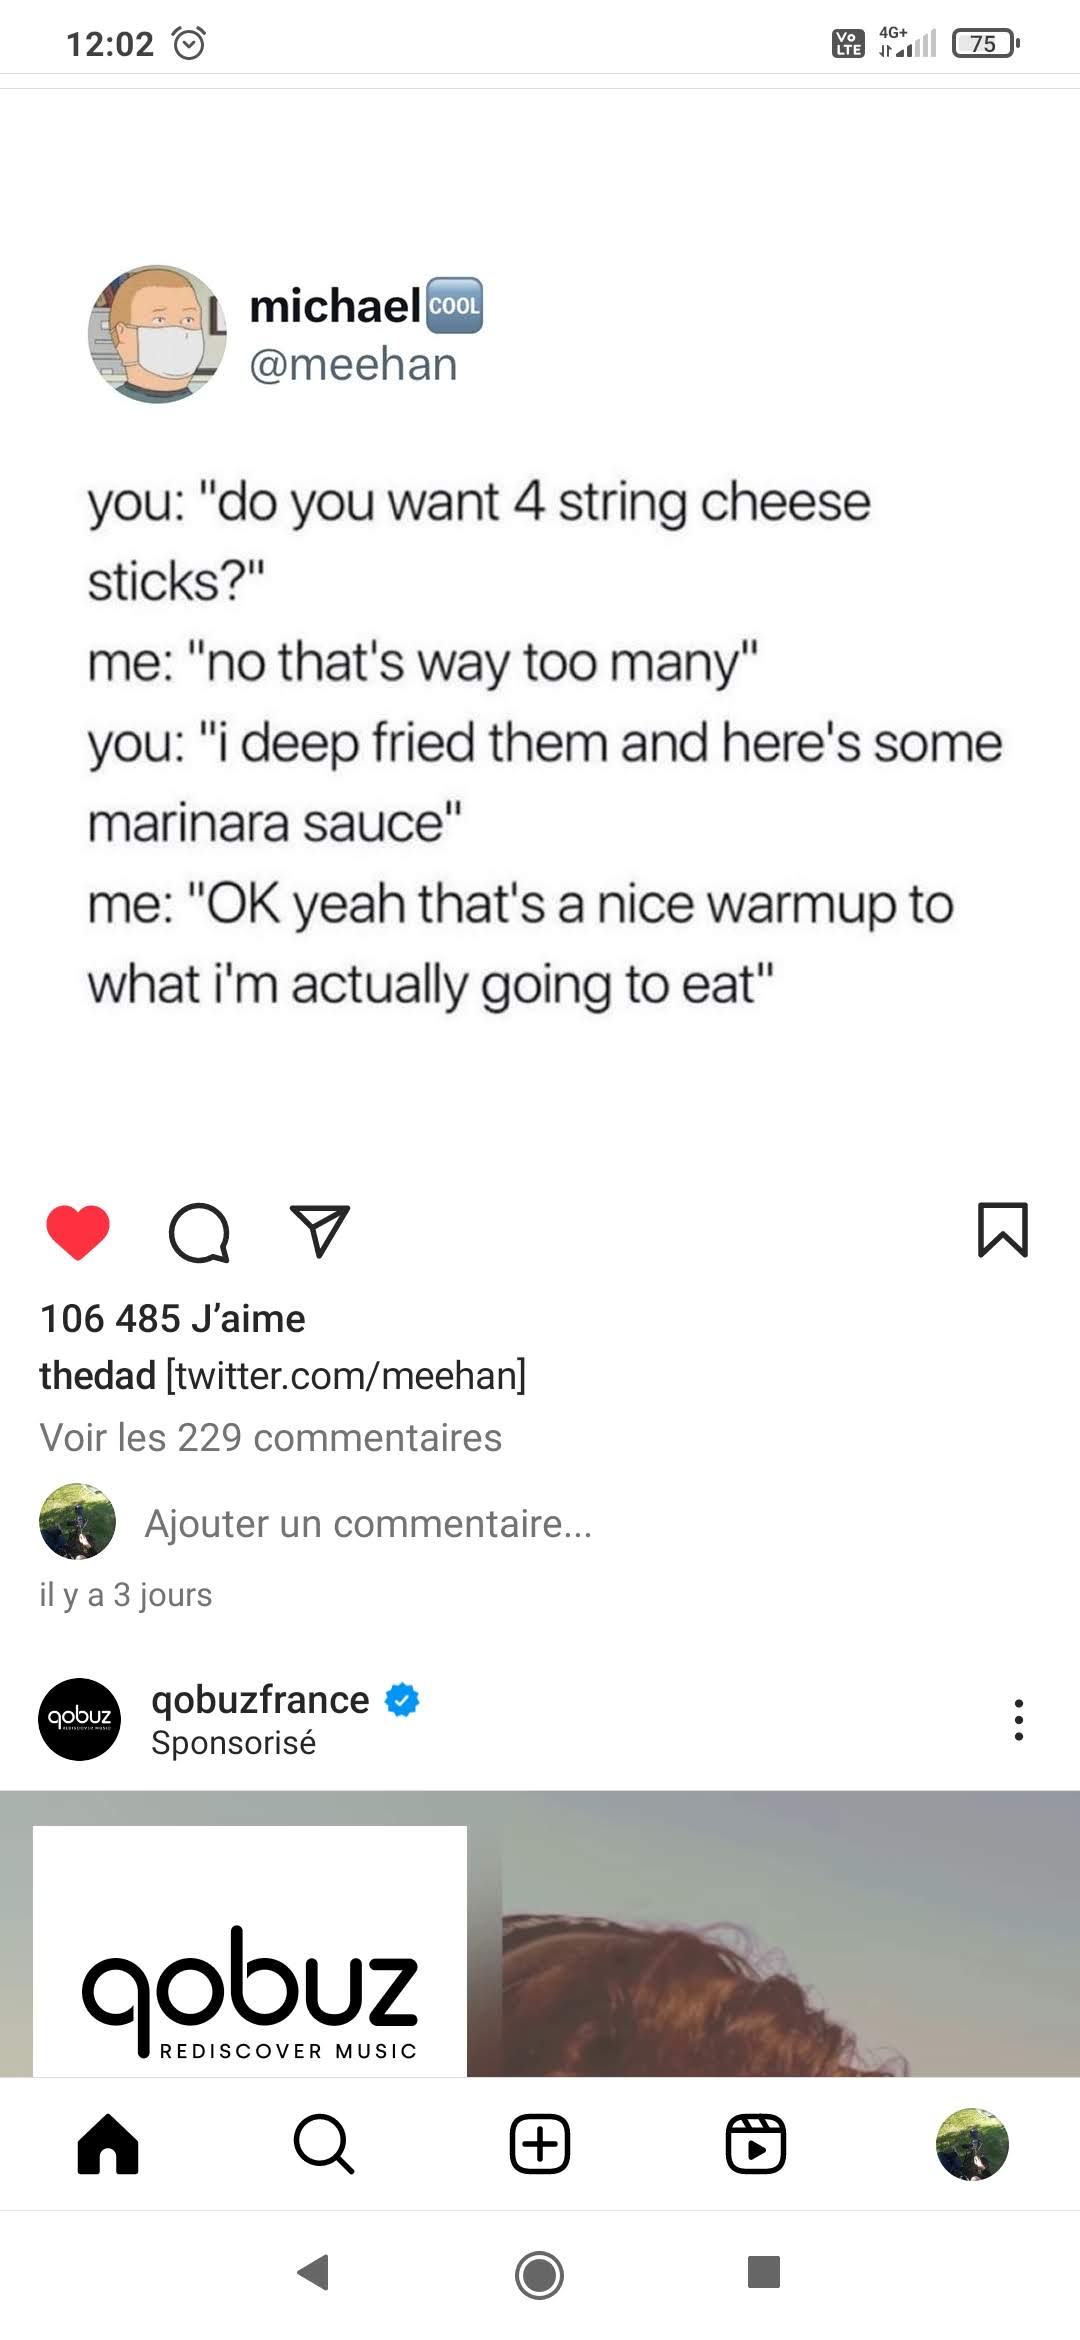 12:02
Vo LTE 4G+ 75
michael COOL
@meehan
you: "do you want 4 string cheese
sticks?"
me: "no that's way too many"
you: "i deep fried them and here's some
marinara sauce"
me: "OK yeah that's a nice warmup to
what i'm actually going to eat"
106 485 J’aime
thedad [twitter.com/meehan]
Voir les 229 commentaires
Ajouter un commentaire...
il y a 3 jours
qobuz
REDISCOVER MUSIC
qobuzfrance
Sponsorisé
qobuz
REDISCOVER MUSIC